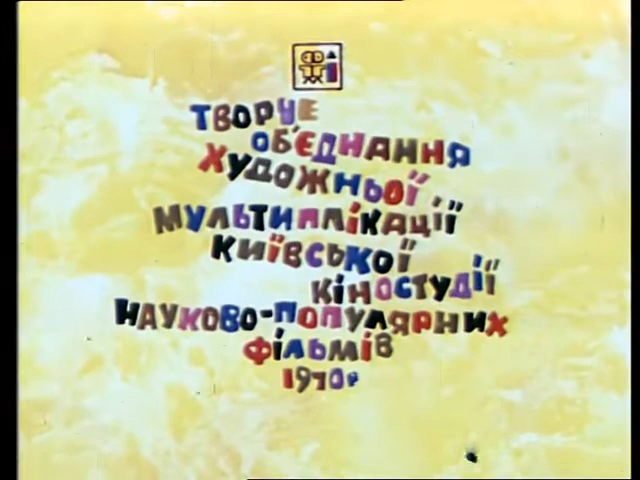 ТВОРЧЕ
ОБ'ЄДНАННЯ
ХУДОЖНЬОЇ
МУЛЬТИПЛІКАЦІЇ
КИЇВСЬКОЇ
КІНОСТУДІЇ
НАУКОВО-ПОПУЛЯРНИХ
ФІЛЬМІВ
1970р